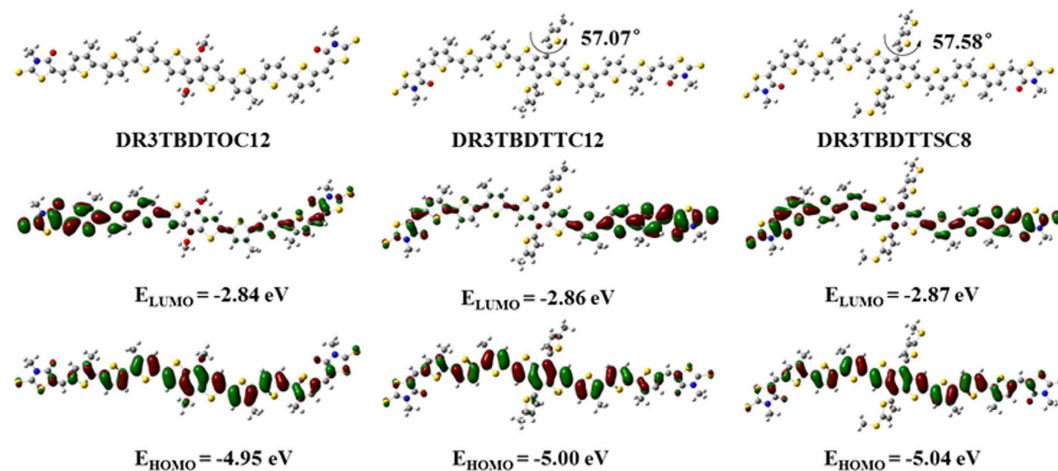 57.07°
57.58°
DR3TBDTOC12
DR3TBDTTC12
DR3TBDTTSC8
E_LUMO = -2.84 eV
E_LUMO = -2.86 eV
E_LUMO = -2.87 eV
E_HOMO = -4.95 eV
E_HOMO = -5.00 eV
E_HOMO = -5.04 eV